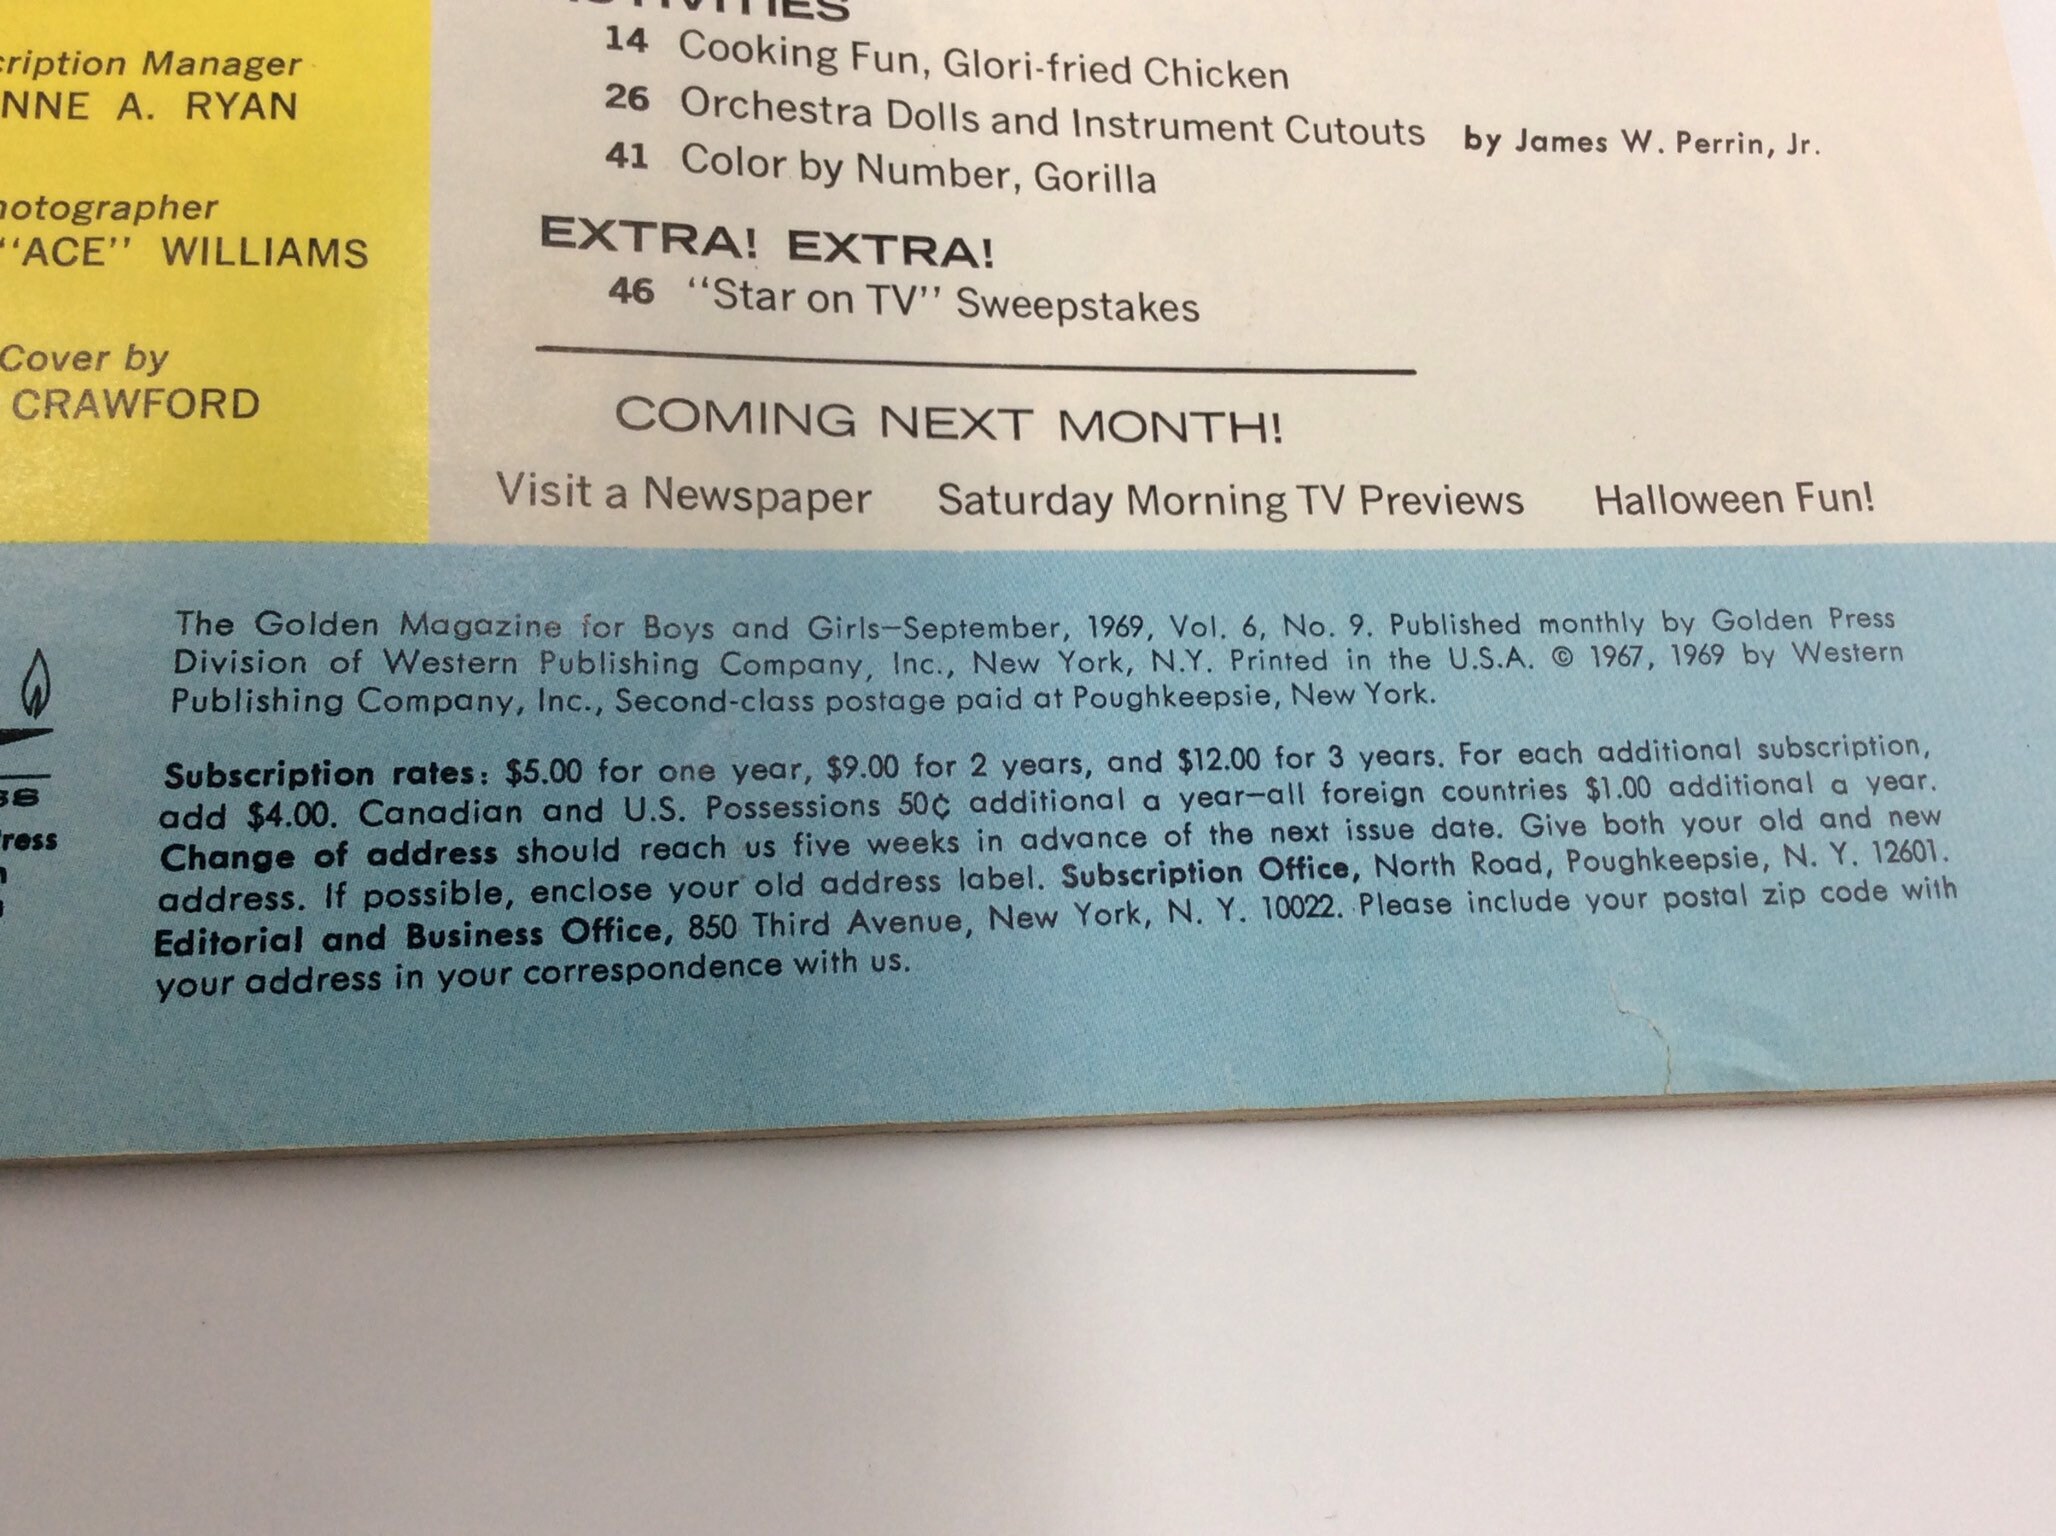 ription Manager
NNE A. RYAN
otographer
"ACE" WILLIAMS
Cover by
CRAWFORD
ACTIVITIES
14 Cooking Fun, Glori-fried Chicken
26 Orchestra Dolls and Instrument Cutouts by James W. Perrin, Jr.
41 Color by Number, Gorilla
EXTRA! EXTRA!
46 "Star on TV" Sweepstakes
COMING NEXT MONTH!
Visit a Newspaper Saturday Morning TV Previews Halloween Fun!
The Golden Magazine for Boys and Girls—September, 1969, Vol. 6, No. 9. Published monthly by Golden Press
Division of Western Publishing Company, Inc., New York, N.Y. Printed in the U.S.A. © 1967, 1969 by Western
Publishing Company, Inc., Second-class postage paid at Poughkeepsie, New York.
Subscription rates: $5.00 for one year, $9.00 for 2 years, and $12.00 for 3 years. For each additional subscription,
add $4.00. Canadian and U.S. Possessions 50¢ additional a year—all foreign countries $1.00 additional a year.
Change of address should reach us five weeks in advance of the next issue date. Give both your old and new
address. If possible, enclose your old address label. Subscription Office, North Road, Poughkeepsie, N. Y. 12601.
Editorial and Business Office, 850 Third Avenue, New York, N. Y. 10022. Please include your postal zip code with
your address in your correspondence with us.
ress